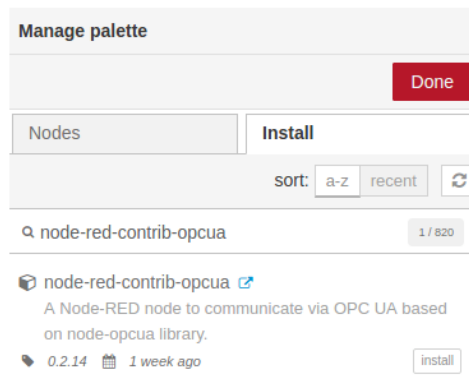 Manage palette
Done
Nodes
Install
sort: a-z recent
node-red-contrib-opcua
1 / 820
node-red-contrib-opcua
A Node-RED node to communicate via OPC UA based
on node-opcua library.
0.2.14 1 week ago
install